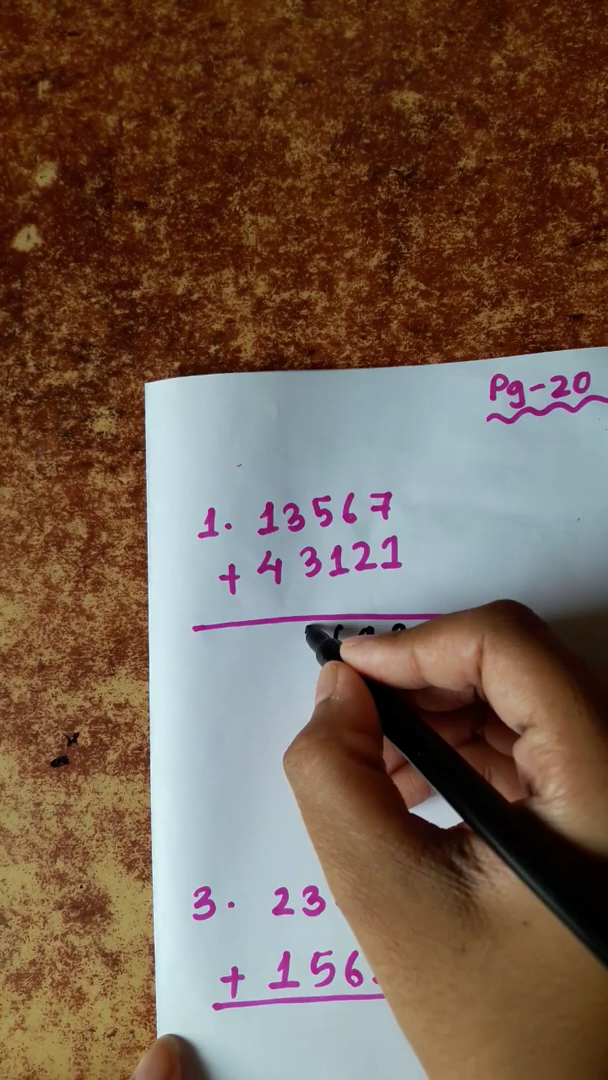 Pg-20
1. 13567
+ 43121
3. 23
+ 156